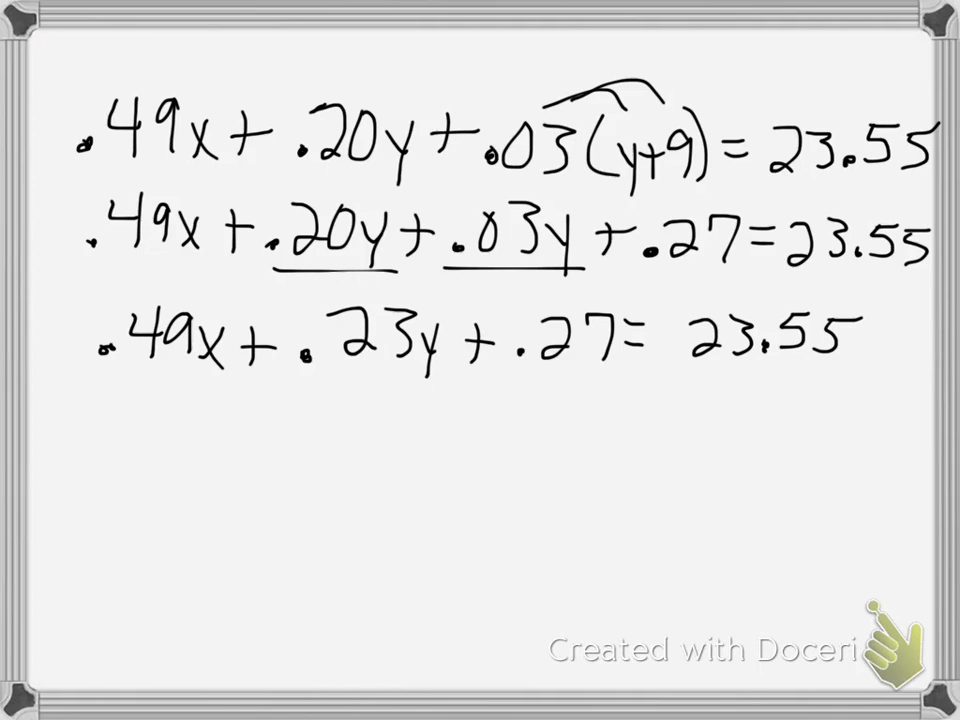 .49x + .20y + .03(y+9) = 23.55
.49x + .20y + .03y + .27 = 23.55
.49x + .23y + .27 = 23.55
Created with Doceri